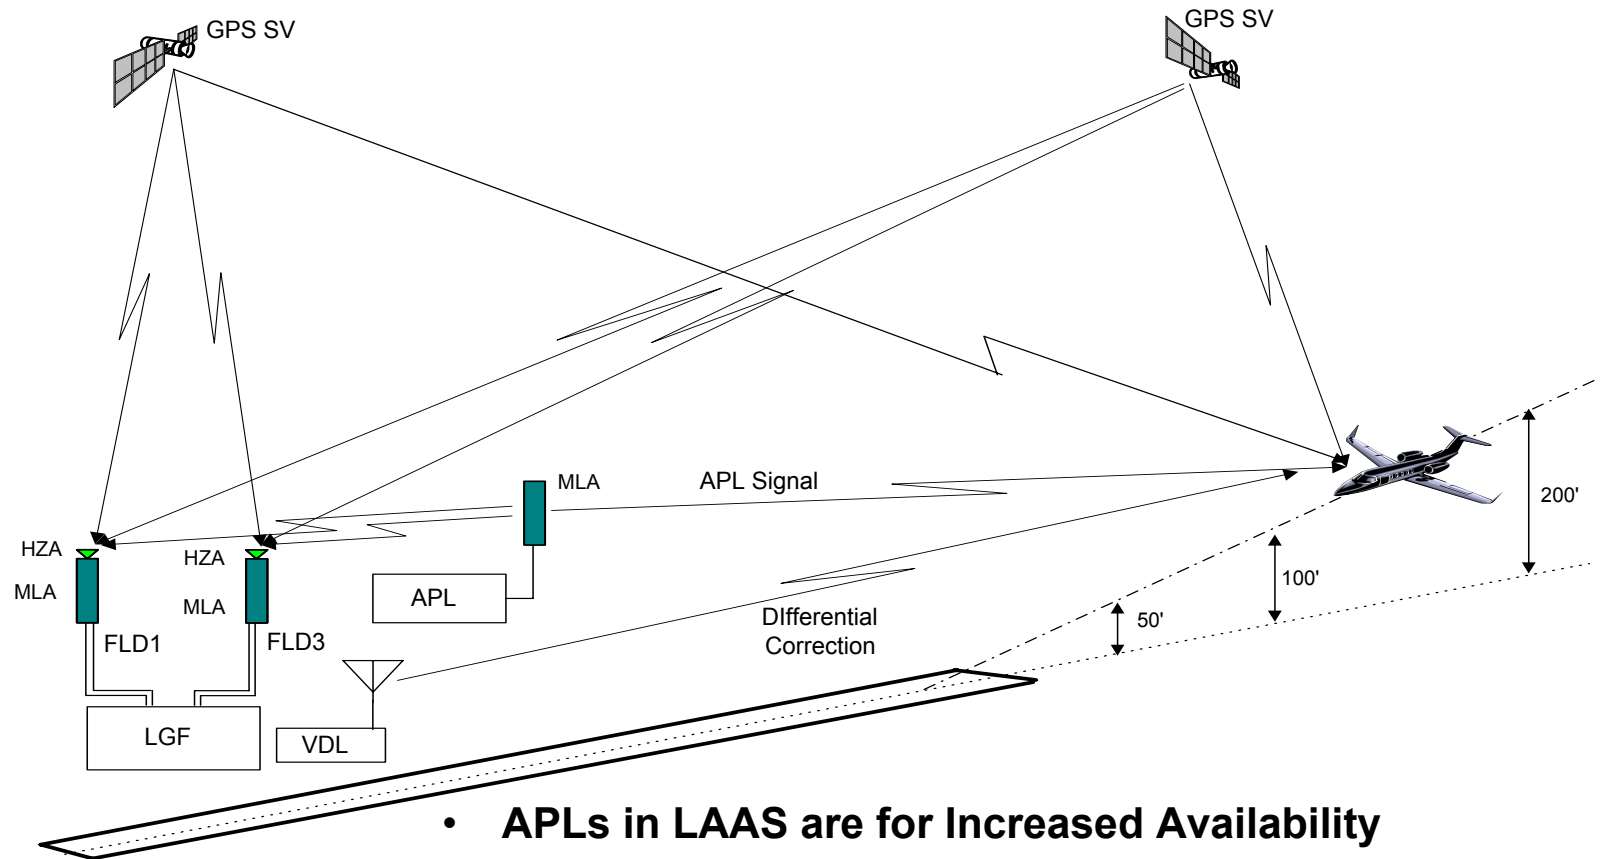 GPS SV
GPS SV
MLA
APL Signal
200'
HZA
HZA
100'
MLA
MLA
APL
50'
DIfferential
Correction
FLD1
FLD3
LGF
VDL
• APLs in LAAS are for Increased Availability